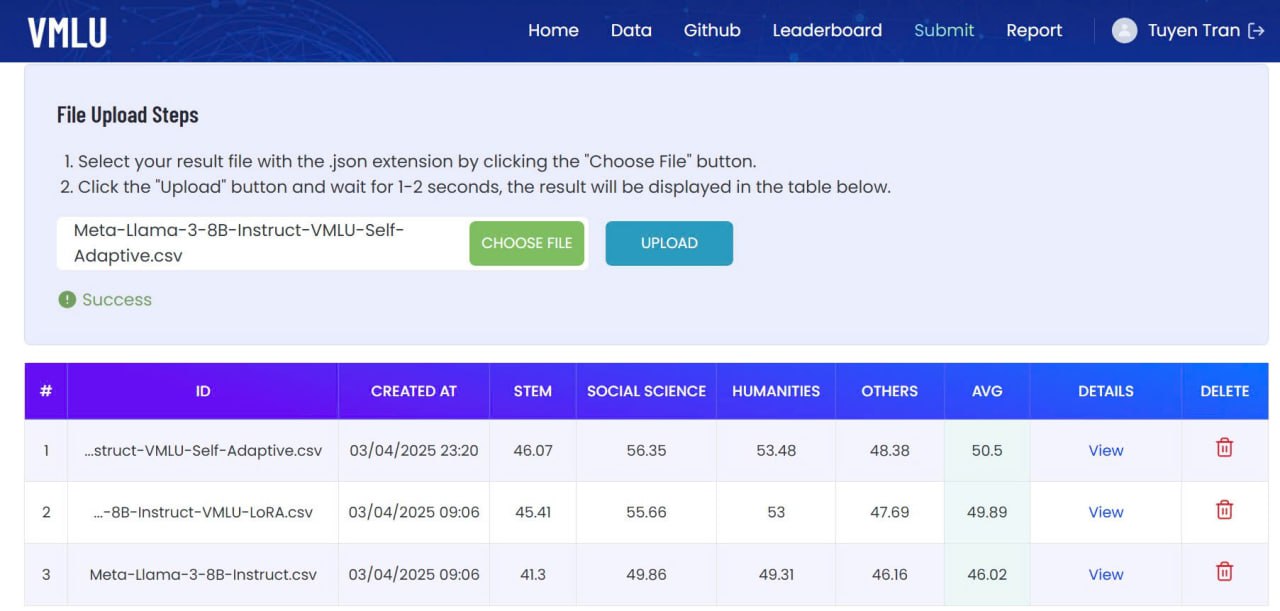 VMLU
Home Data Github Leaderboard Submit Report Tuyen Tran
File Upload Steps
1. Select your result file with the .json extension by clicking the "Choose File" button.
2. Click the "Upload" button and wait for 1-2 seconds, the result will be displayed in the table below.
Meta-Llama-3-8B-Instruct-VMLU-Self-
Adaptive.csv
CHOOSE FILE
UPLOAD
Success
# ID CREATED AT STEM SOCIAL SCIENCE HUMANITIES OTHERS AVG DETAILS DELETE
1 ...struct-VMLU-Self-Adaptive.csv 03/04/2025 23:20 46.07 56.35 53.48 48.38 50.5 View
2 ...-8B-Instruct-VMLU-LoRA.csv 03/04/2025 09:06 45.41 55.66 53 47.69 49.89 View
3 Meta-Llama-3-8B-Instruct.csv 03/04/2025 09:06 41.3 49.86 49.31 46.16 46.02 View